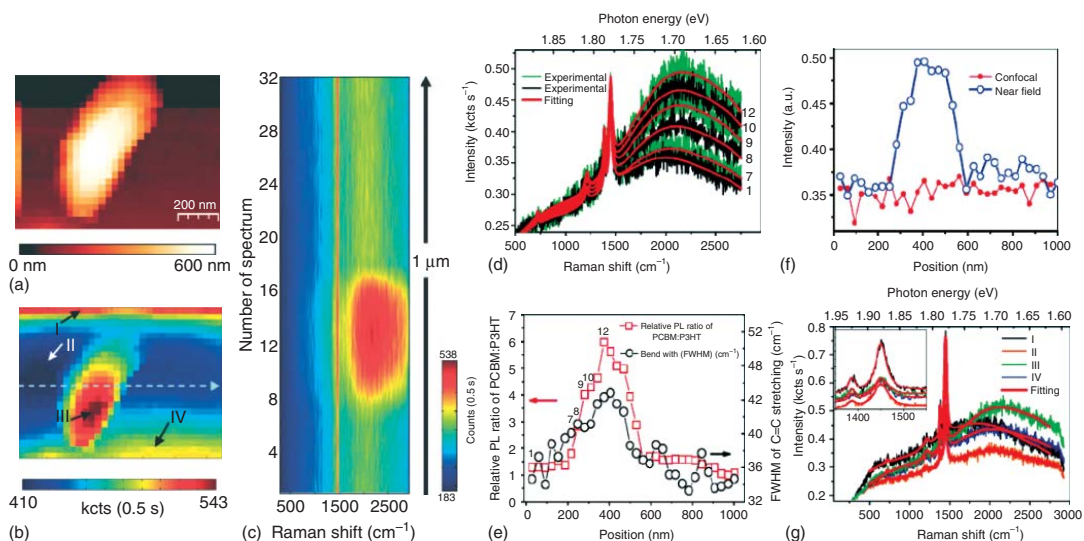 200 nm
0 nm
600 nm
(a)
I
II
III
IV
410
543
kcts (0.5 s)
(b)
Number of spectrum
32
28
24
20
16
12
8
4
1 μm
538
Counts (0.5 s)
183
500
1500
2500
(c)
Raman shift (cm⁻¹)
Photon energy (eV)
1.85
1.80
1.75
1.70
1.65
1.60
Intensity (kcts s⁻¹)
0.50
0.45
0.40
0.35
0.30
0.25
Experimental
Experimental
Fitting
12
10
9
8
7
1
500
1000
1500
2000
2500
(d)
Raman shift (cm⁻¹)
Relative PL ratio of PCBM:P3HT
7
6
5
4
3
2
1
0
Relative PL ratio of
PCBM:P3HT
Bend with (FWHM) (cm⁻¹)
12
9 10
7 8
52
50
48
46
44
42
40
38
36
34
32
FWHM of C=C stretching (cm⁻¹)
0
200
400
600
800
1000
(e)
Position (nm)
Intensity (a.u.)
0.50
0.45
0.40
0.35
Confocal
Near field
0
200
400
600
800
1000
(f)
Position (nm)
Photon energy (eV)
1.95
1.90
1.85
1.80
1.75
1.70
1.65
1.60
Intensity (kcts s⁻¹)
0.8
0.7
0.6
0.5
0.4
0.3
0.2
1400
1500
I
II
III
IV
Fitting
0
500
1000
1500
2000
2500
3000
(g)
Raman shift (cm⁻¹)